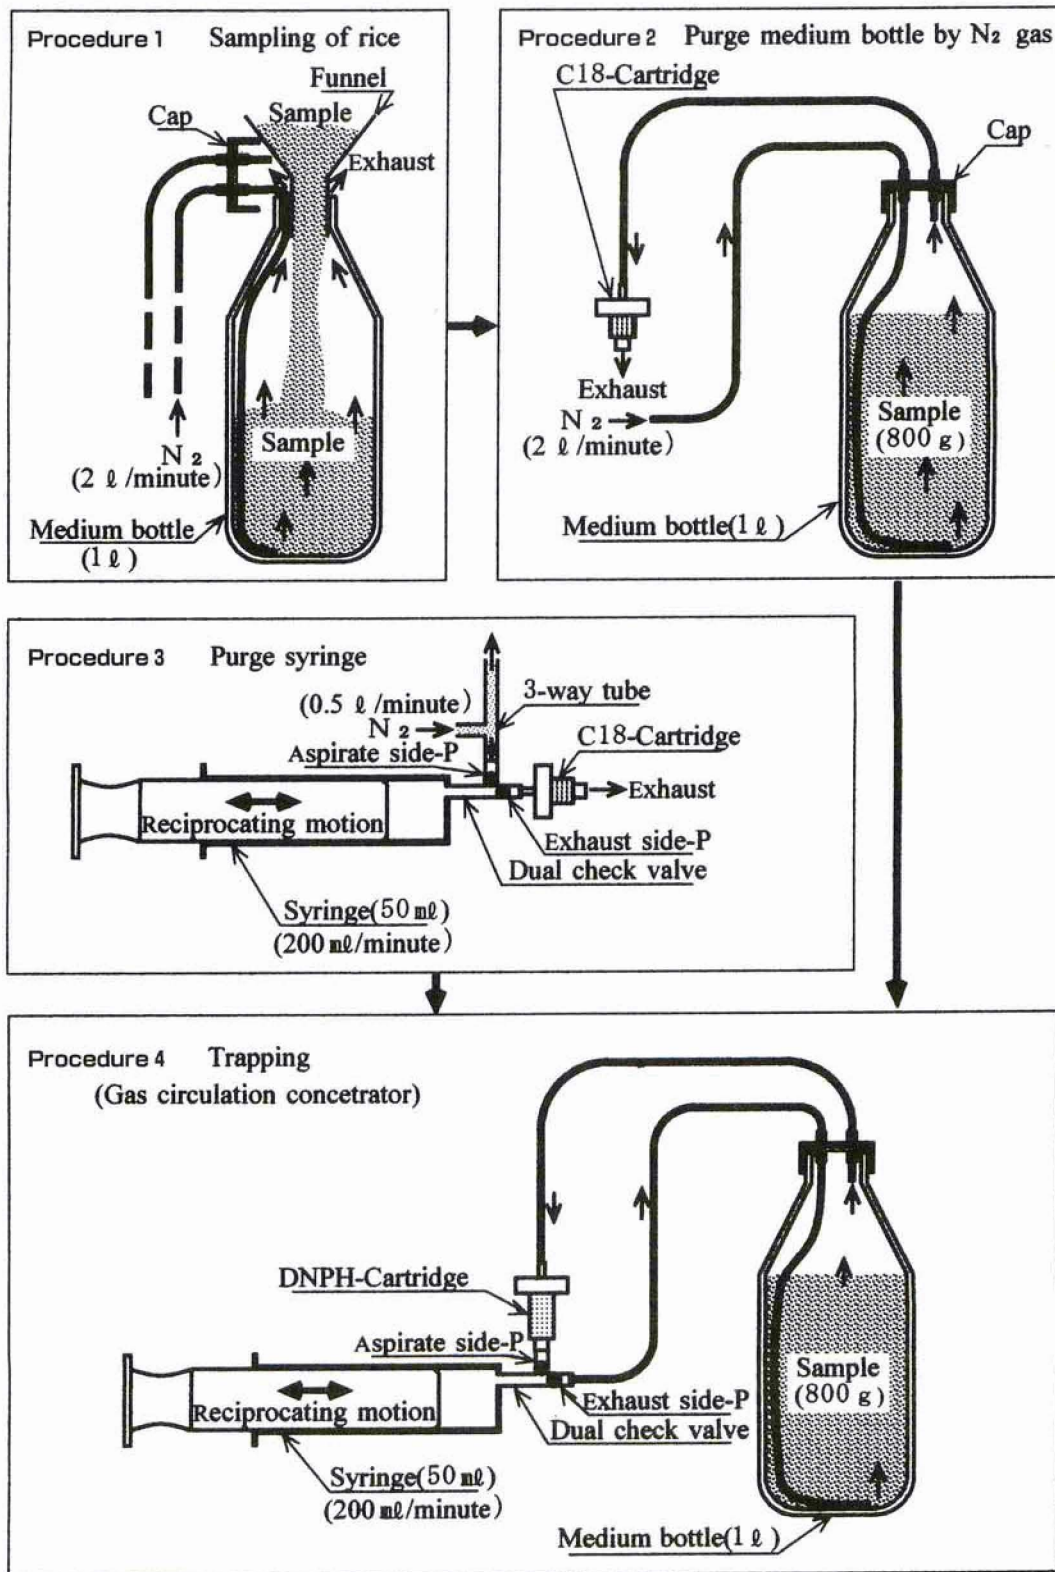 Procedure 1 Sampling of rice
Funnel
Sample
Cap
Exhaust
Sample
N2
(2 ℓ/minute)
Medium bottle
(1ℓ)
Procedure 2 Purge medium bottle by N2 gas
C18-Cartridge
Cap
Exhaust
N2
(2 ℓ/minute)
Sample
(800 g)
Medium bottle(1ℓ)
Procedure 3 Purge syringe
(0.5 ℓ/minute)
N2
3-way tube
Aspirate side-P
C18-Cartridge
Exhaust
Reciprocating motion
Exhaust side-P
Dual check valve
Syringe(50 mℓ)
(200 mℓ/minute)
Procedure 4 Trapping
(Gas circulation concetrator)
DNPH-Cartridge
Aspirate side-P
Sample
(800 g)
Reciprocating motion
Exhaust side-P
Dual check valve
Syringe(50 mℓ)
(200 mℓ/minute)
Medium bottle(1ℓ)